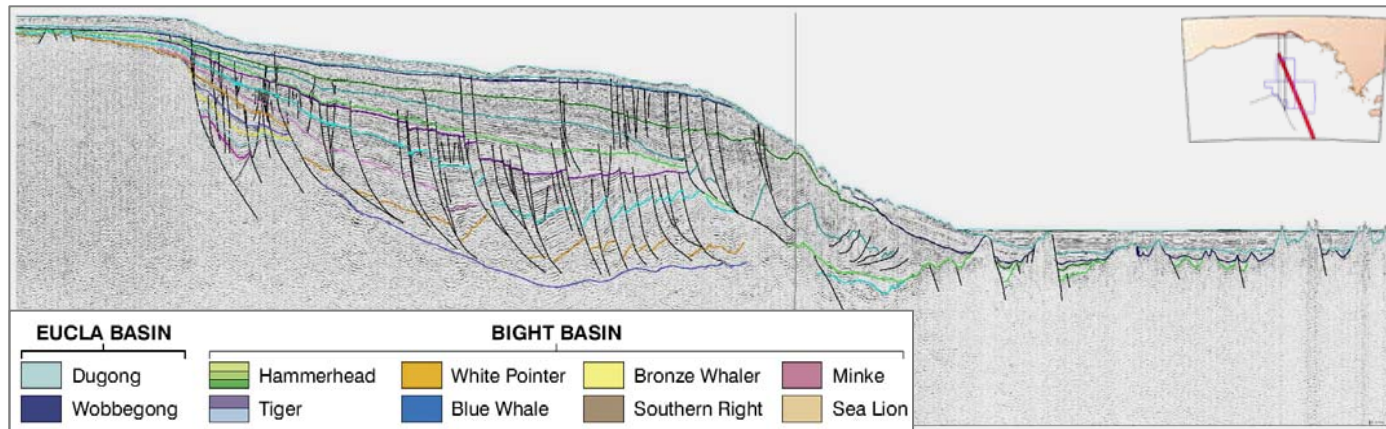 EUCLA BASIN
BIGHT BASIN
Dugong
Hammerhead
White Pointer
Bronze Whaler
Minke
Wobbegong
Tiger
Blue Whale
Southern Right
Sea Lion